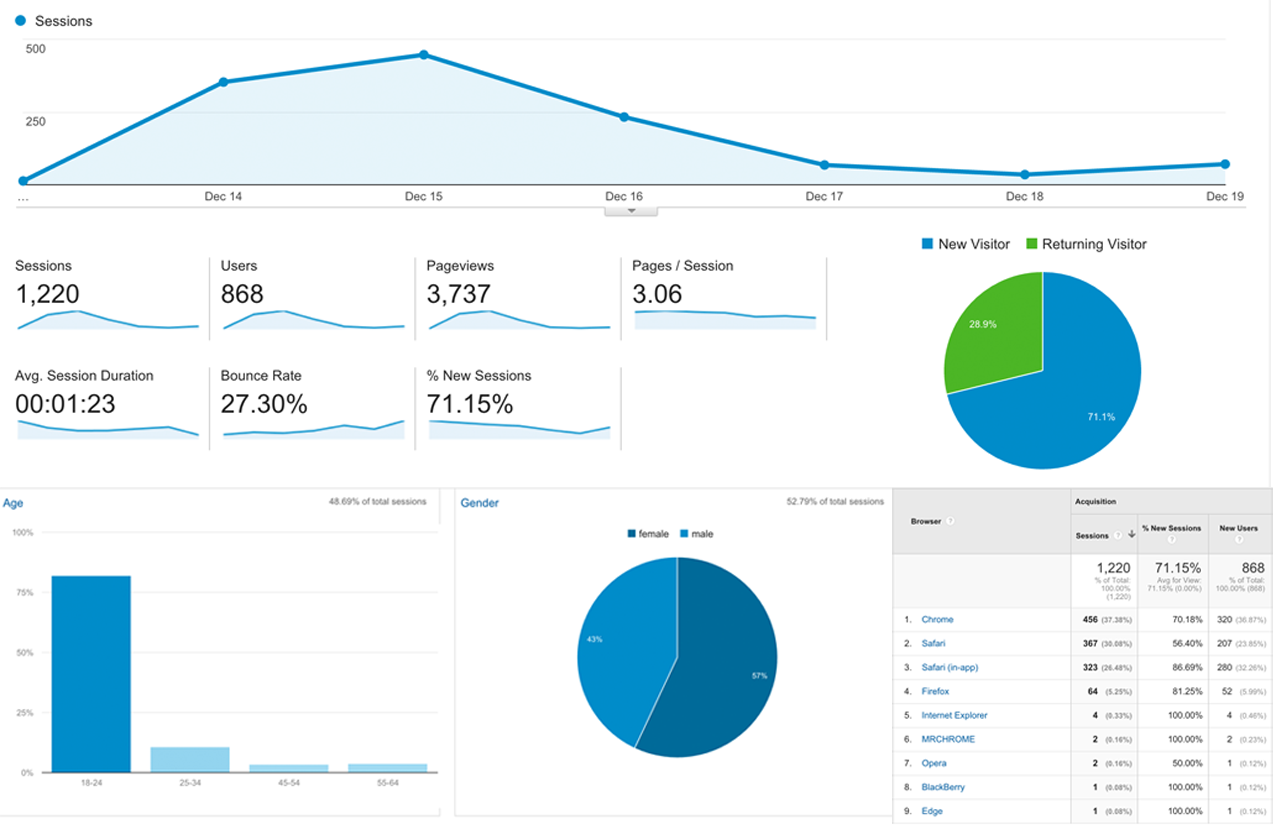 Sessions
500
250
...
Dec 14
Dec 15
Dec 16
Dec 17
Dec 18
Dec 19
Sessions
1,220
Users
868
Pageviews
3,737
Pages / Session
3.06
Avg. Session Duration
00:01:23
Bounce Rate
27.30%
% New Sessions
71.15%
New Visitor Returning Visitor
28.9%
71.1%
Age
48.69% of total sessions
100%
75%
50%
25%
0%
18-24
25-34
45-54
55-64
Gender
52.79% of total sessions
female male
43%
57%
Browser ?
Acquisition
Sessions ?
% New Sessions
?
New Users
?
1,220
% of Total:
100.00%
(1,220)
71.15%
Avg for View:
71.15% (0.00%)
868
% of Total:
100.00% (868)
1. Chrome 456 (37.38%) 70.18% 320 (36.87%)
2. Safari 367 (30.08%) 56.40% 207 (23.85%)
3. Safari (in-app) 323 (26.48%) 86.69% 280 (32.26%)
4. Firefox 64 (5.25%) 81.25% 52 (5.99%)
5. Internet Explorer 4 (0.33%) 100.00% 4 (0.46%)
6. MRCHROME 2 (0.16%) 100.00% 2 (0.23%)
7. Opera 2 (0.16%) 50.00% 1 (0.12%)
8. BlackBerry 1 (0.08%) 100.00% 1 (0.12%)
9. Edge 1 (0.08%) 100.00% 1 (0.12%)